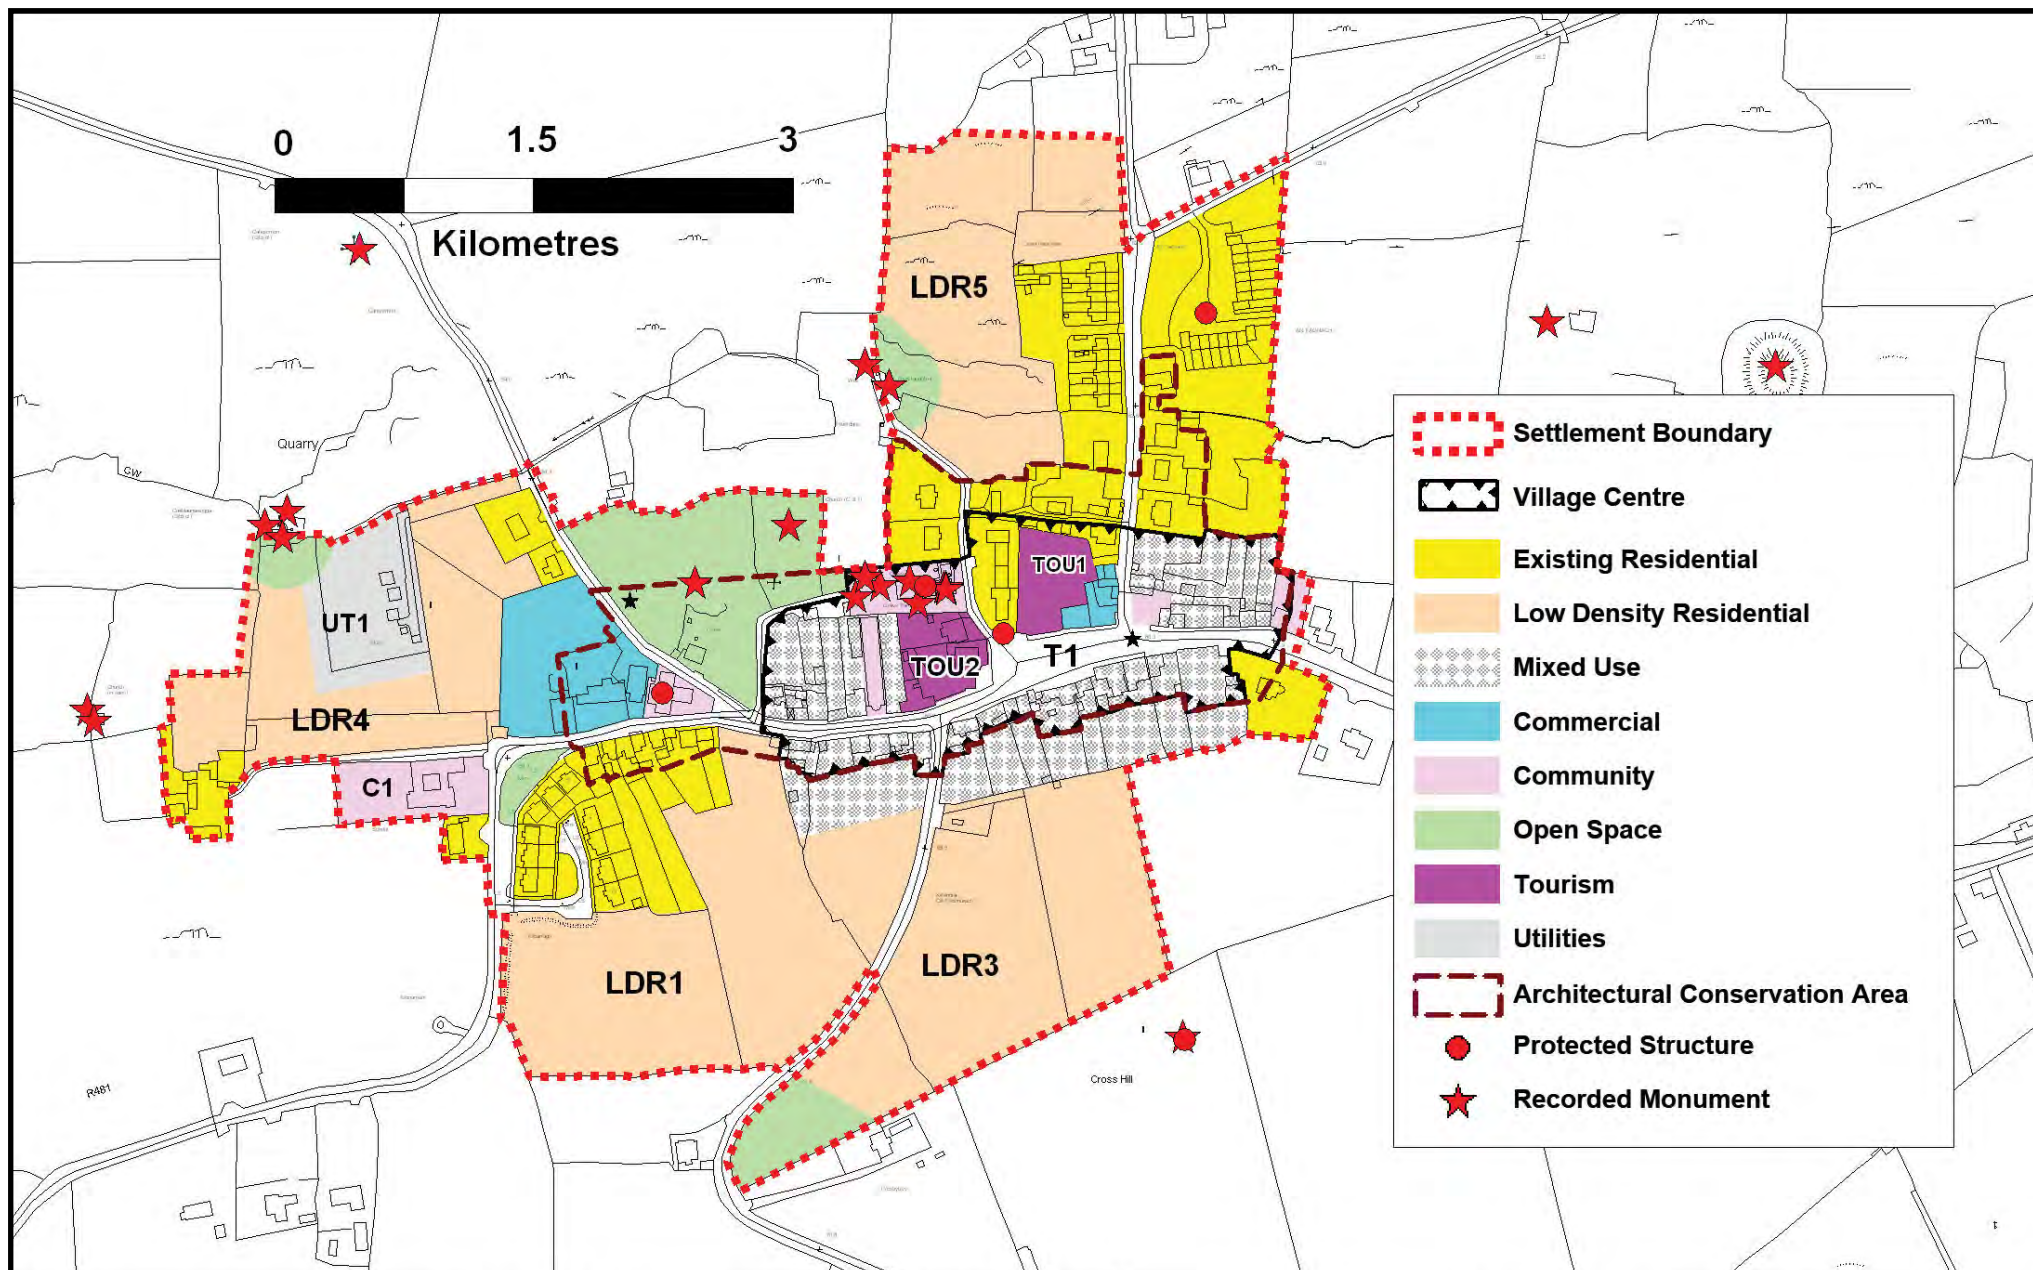 0 1.5 3
Kilometres
Quarry
CW
LDR5
TOU1
UT1
TOU2
T1
LDR4
C1
LDR1
LDR3
Cross Hill
R481
Settlement Boundary
Village Centre
Existing Residential
Low Density Residential
Mixed Use
Commercial
Community
Open Space
Tourism
Utilities
Architectural Conservation Area
Protected Structure
Recorded Monument